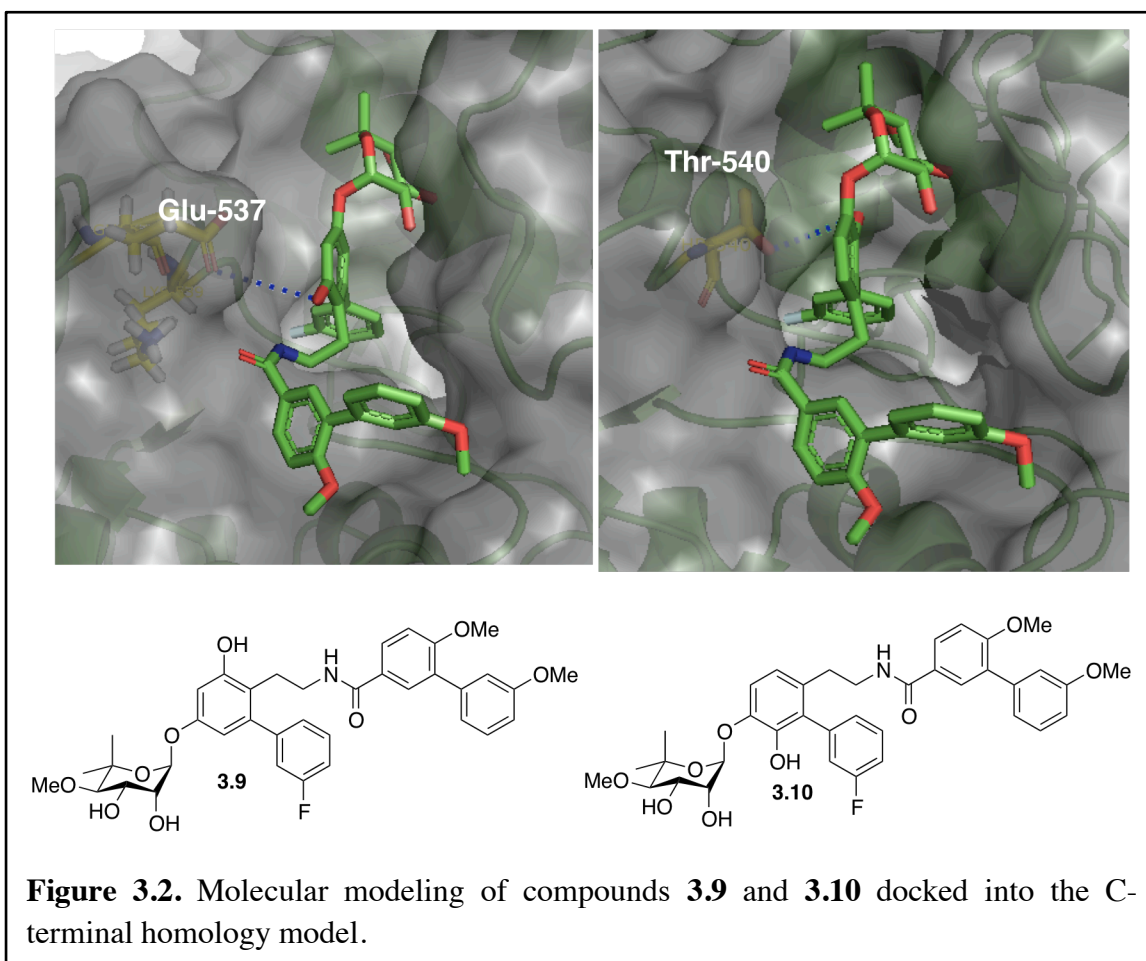 Glu-537
Thr-540
OH
H
N
O
OMe
OMe
O
O
MeO
HO
OH
F
3.9
H
N
O
OMe
OMe
O
OH
O
MeO
HO
OH
F
3.10
Figure 3.2. Molecular modeling of compounds 3.9 and 3.10 docked into the C-
terminal homology model.